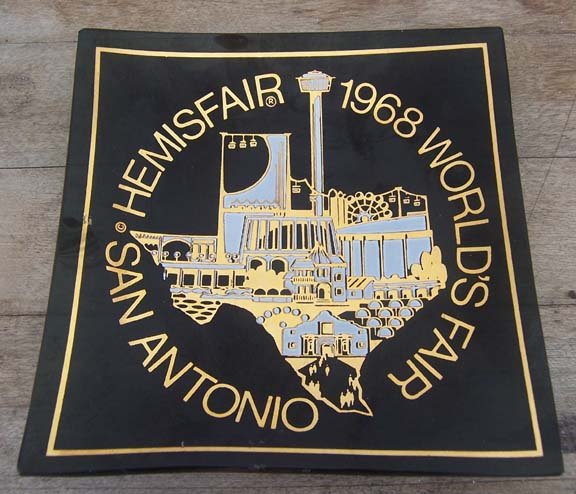 HEMISFAIR® 1968 WORLD'S FAIR
© SAN ANTONIO